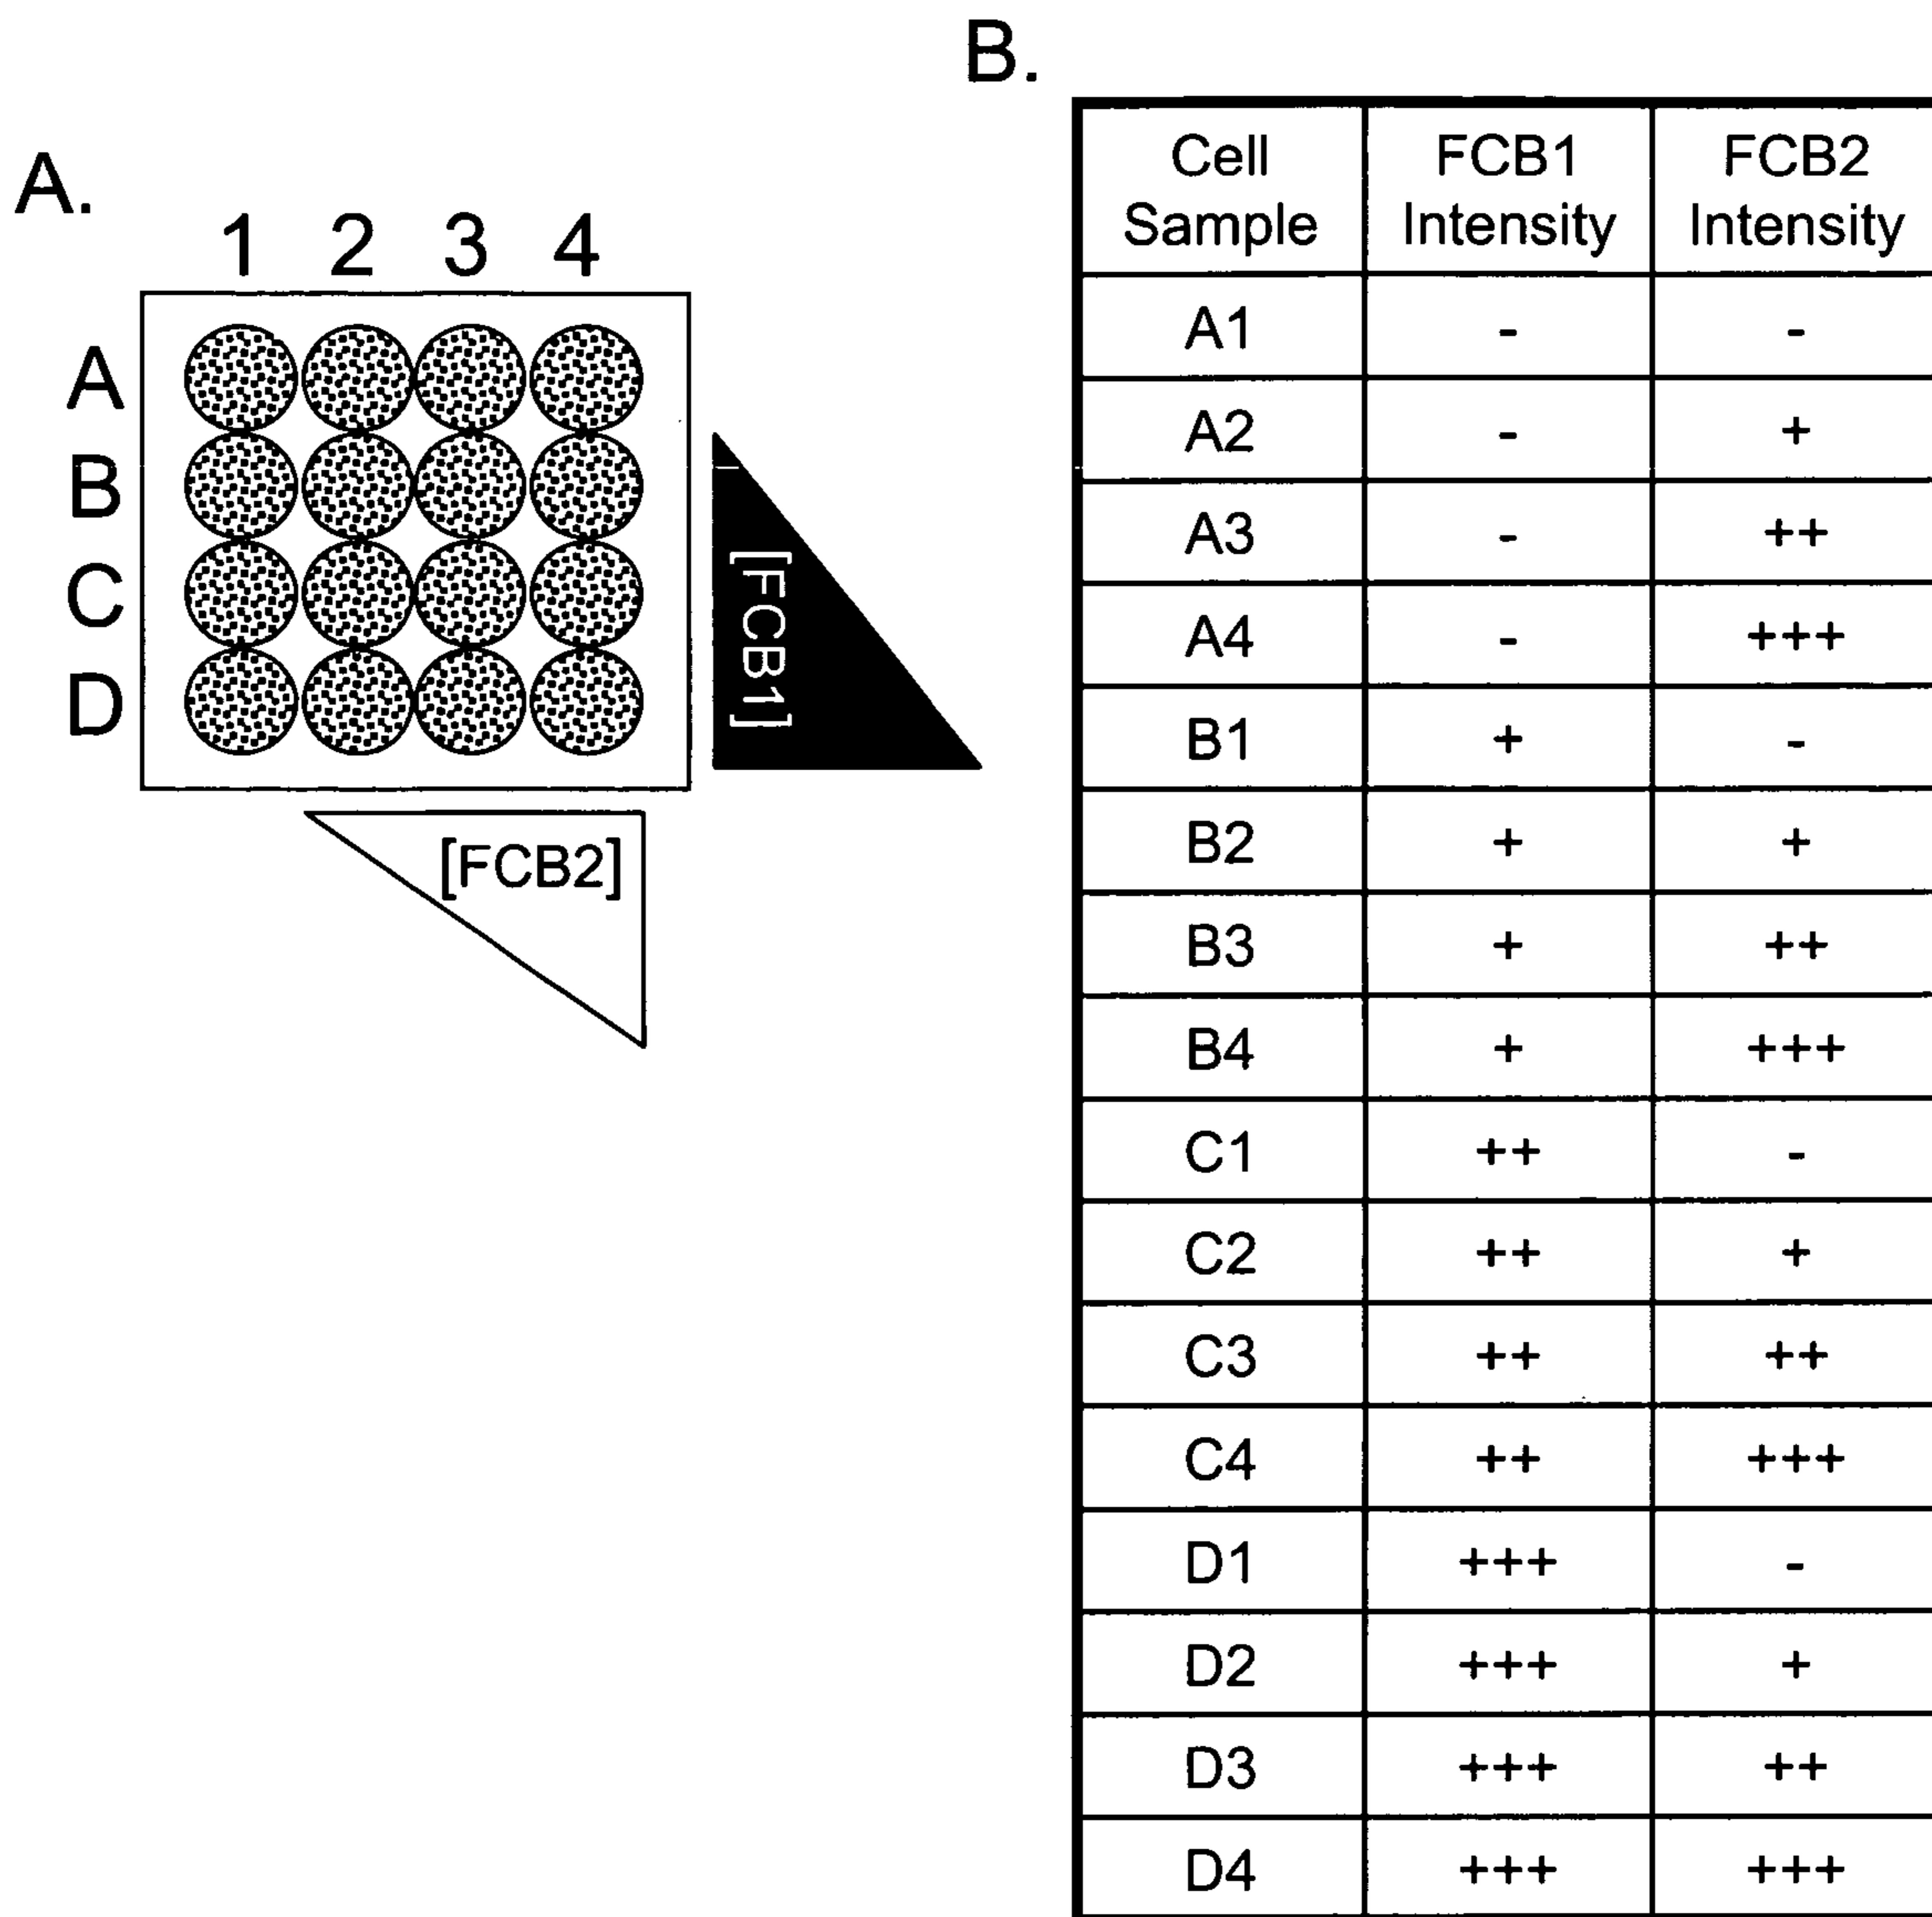 A.
1 2 3 4
A
B
C
D
[FCB1]
[FCB2]
B.
Cell Sample FCB1 Intensity FCB2 Intensity
A1 - -
A2 - +
A3 - ++
A4 - +++
B1 + -
B2 + +
B3 + ++
B4 + +++
C1 ++ -
C2 ++ +
C3 ++ ++
C4 ++ +++
D1 +++ -
D2 +++ +
D3 +++ ++
D4 +++ +++